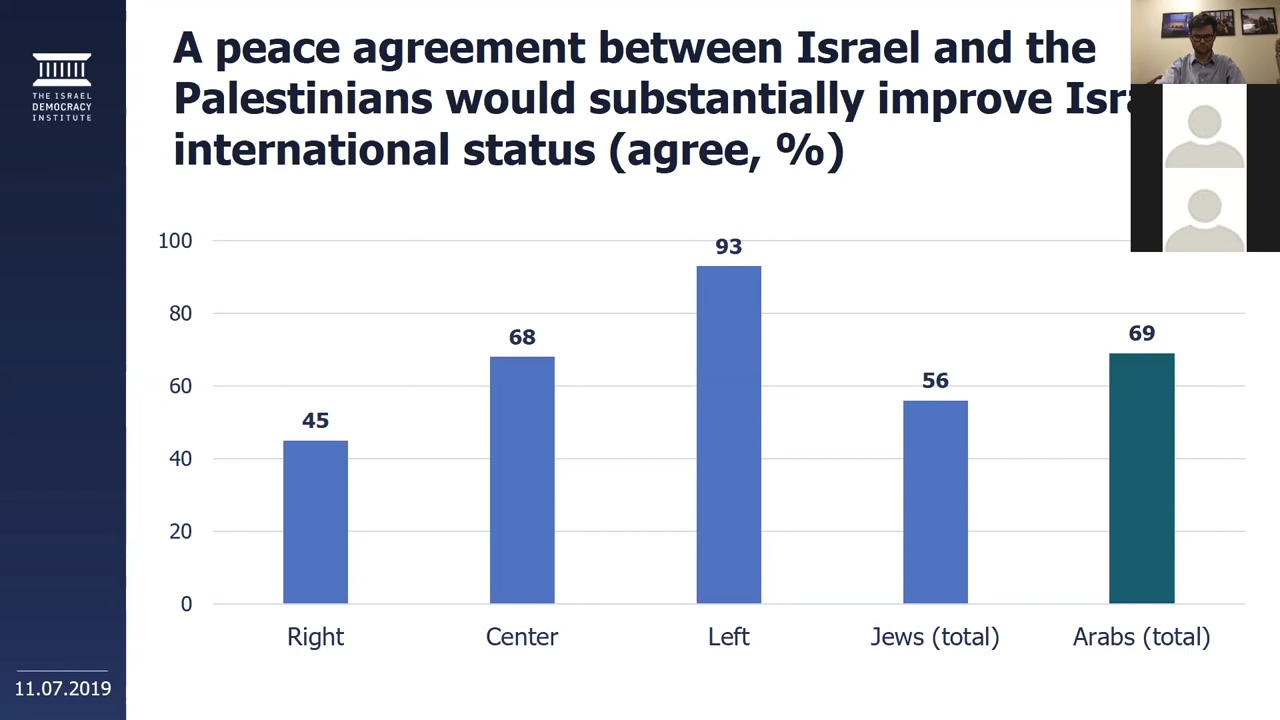 THE ISRAEL
DEMOCRACY
INSTITUTE
A peace agreement between Israel and the
Palestinians would substantially improve
international status (agree, %)
100
80
60
40
20
0
45
68
93
56
69
Right
Center
Left
Jews (total)
Arabs (total)
11.07.2019